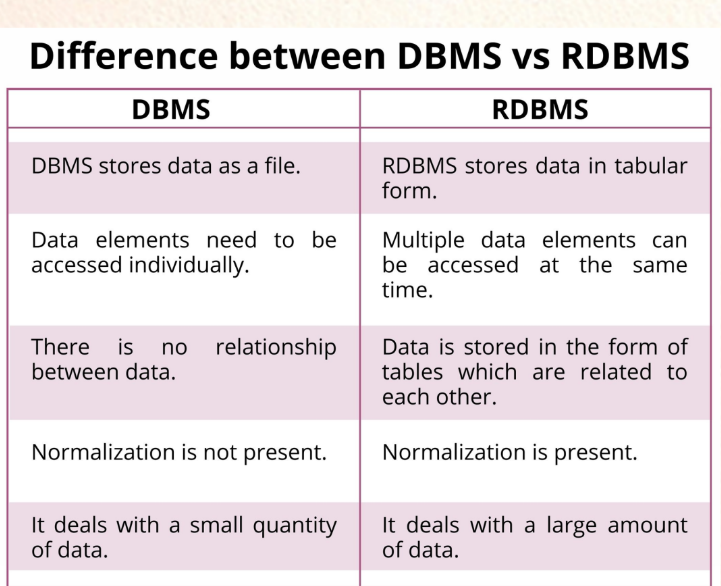 Difference between DBMS vs RDBMS
DBMS
RDBMS
DBMS stores data as a file.
RDBMS stores data in tabular
form.
Data elements need to be
accessed individually.
Multiple data elements can
be accessed at the same
time.
There is no relationship
between data.
Data is stored in the form of
tables which are related to
each other.
Normalization is not present.
Normalization is present.
It deals with a small quantity
of data.
It deals with a large amount
of data.